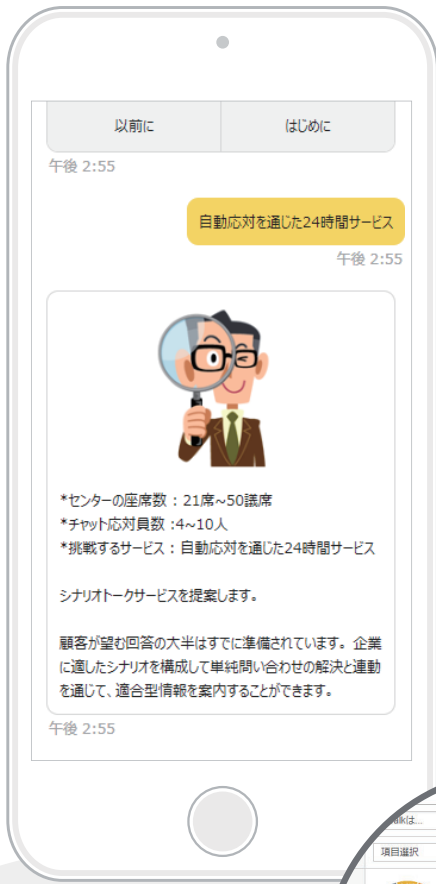 以前に
はじめに
午後 2:55
自動応対を通じた24時間サービス
午後 2:55
*センターの座席数：21席~50議席
*チャット応対員数 :4~10人
*挑戦するサービス：自動応対を通じた24時間サービス
シナリオトークサービスを提案します。
顧客が望む回答の大半はすでに準備されています。企業
に適したシナリオを構成して単純問い合わせの解決と連動
を通じて、適合型情報を案内することができます。
午後 2:55
項目選択